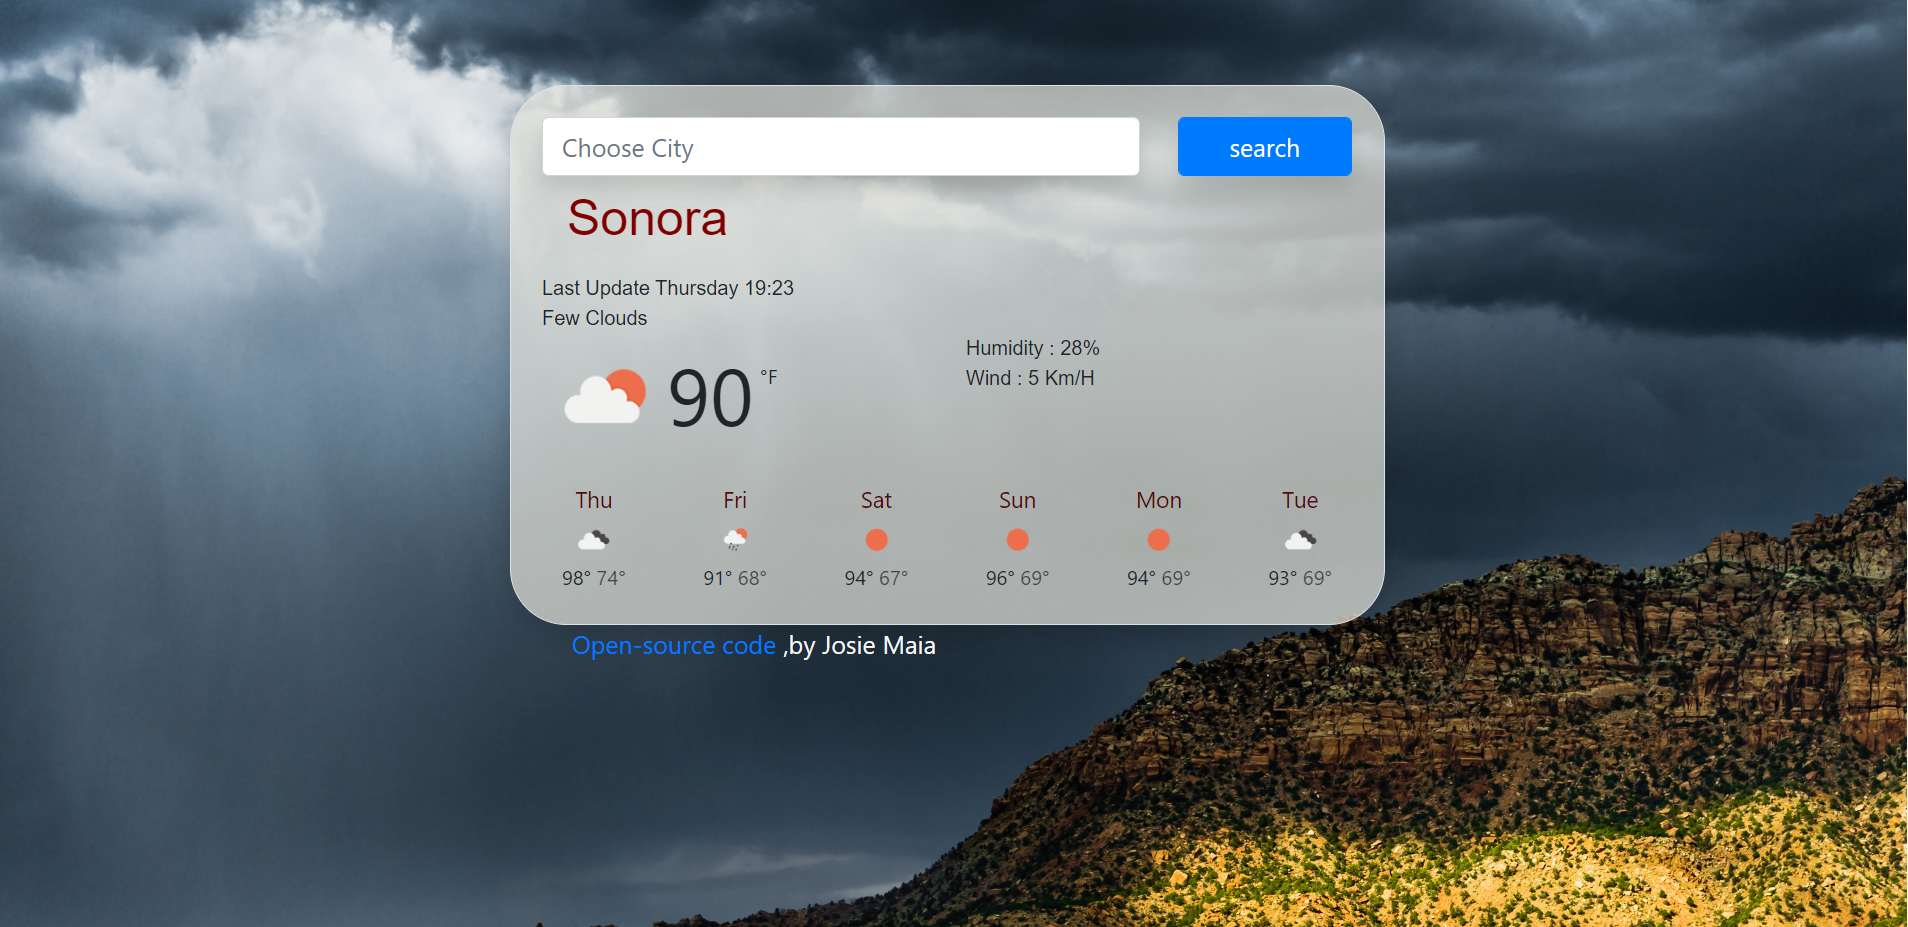 Choose City
search
Sonora
Last Update Thursday 19:23
Few Clouds
Humidity : 28%
Wind : 5 Km/H
90 °F
Thu Fri Sat Sun Mon Tue
98° 74° 91° 68° 94° 67° 96° 69° 94° 69° 93° 69°
Open-source code ,by Josie Maia